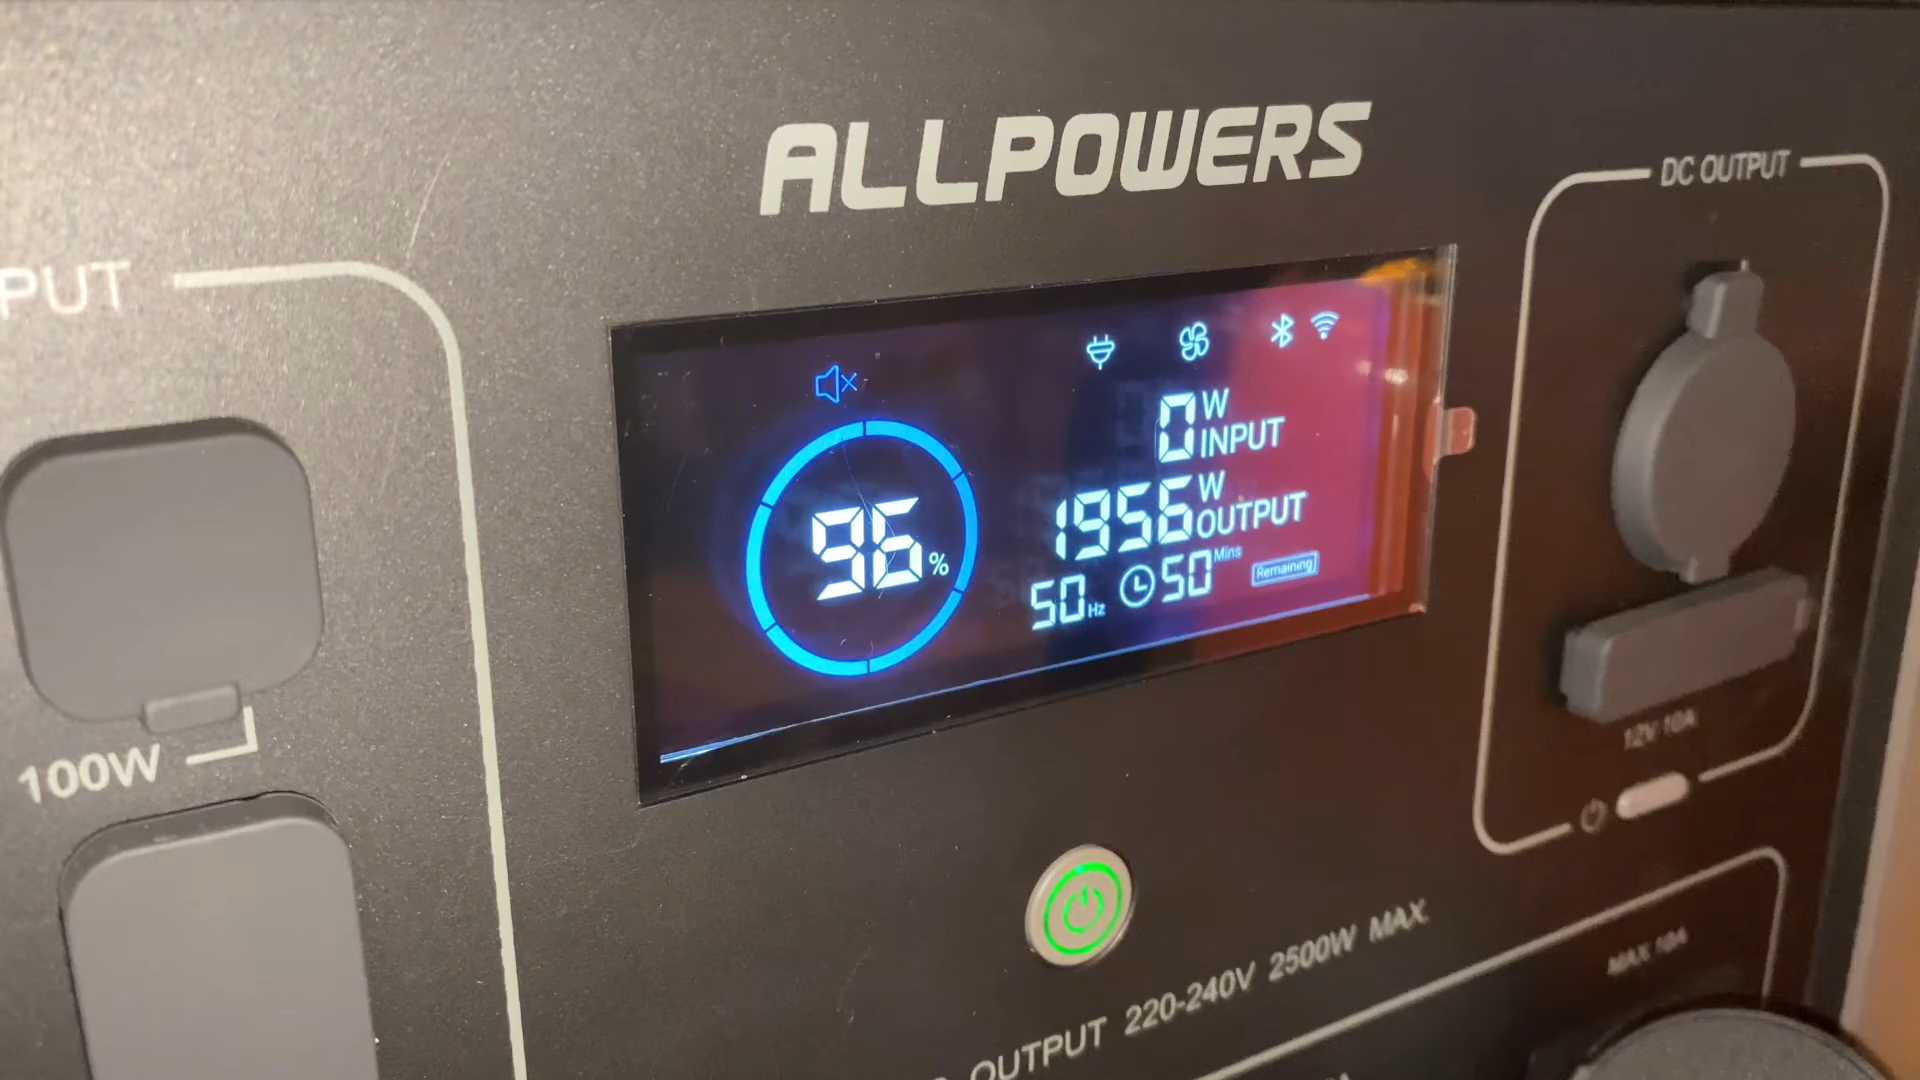 ALLPOWERS
DC OUTPUT
PUT
0 W
INPUT
1956 W
OUTPUT
96 %
50 Hz 50 Mins Remaining
12V 10A
100W
OUTPUT 220-240V 2500W MAX
MAX 10A